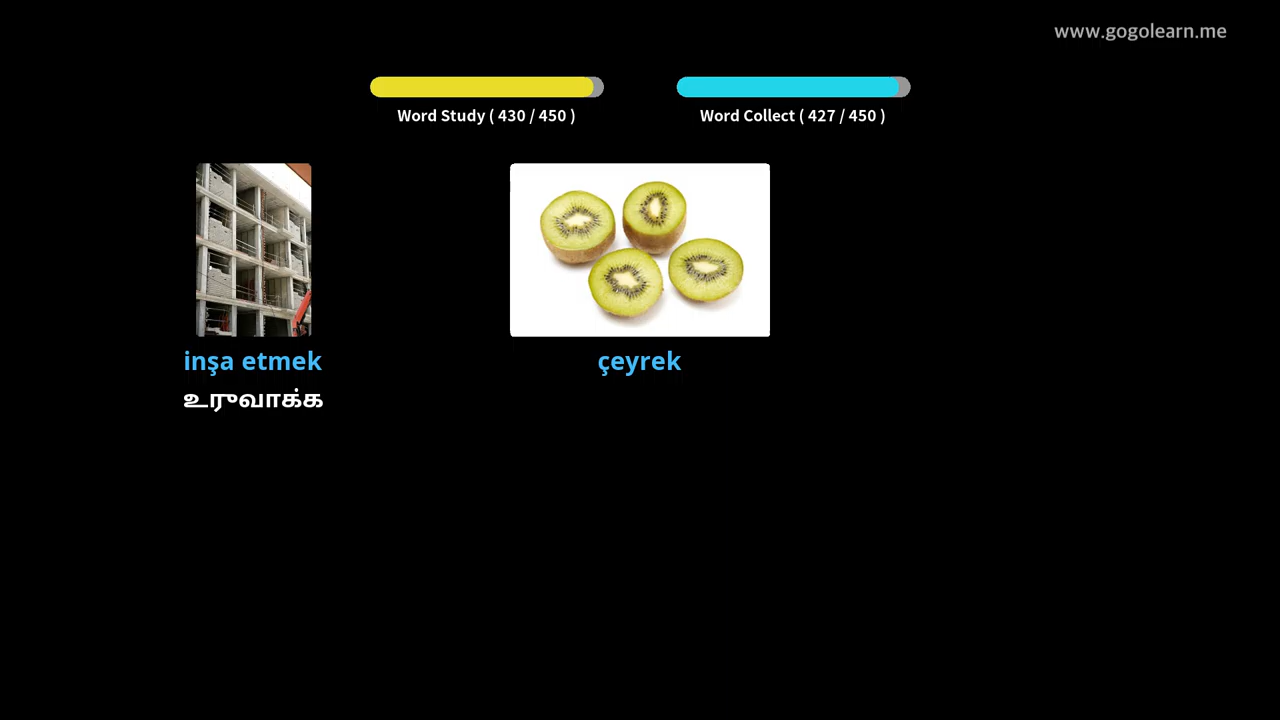 www.gogolearn.me
Word Study ( 430 / 450 )
Word Collect ( 427 / 450 )
inşa etmek
உருவாக்க
çeyrek